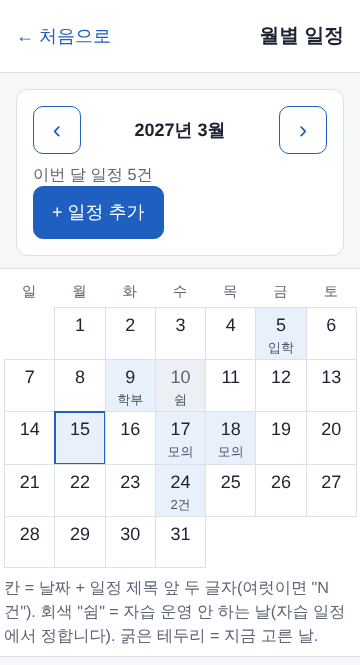 ← 처음으로 월별 일정
‹ 2027년 3월 ›
이번 달 일정 5건
+ 일정 추가
일 월 화 수 목 금 토
1 2 3 4 5 6
입학
7 8 9 10 11 12 13
학부 쉼
14 15 16 17 18 19 20
모의 모의
21 22 23 24 25 26 27
2건
28 29 30 31
칸 = 날짜 + 일정 제목 앞 두 글자(여럿이면 "N
건"). 회색 "쉼" = 자습 운영 안 하는 날(자습 일정
에서 정합니다). 굵은 테두리 = 지금 고른 날.